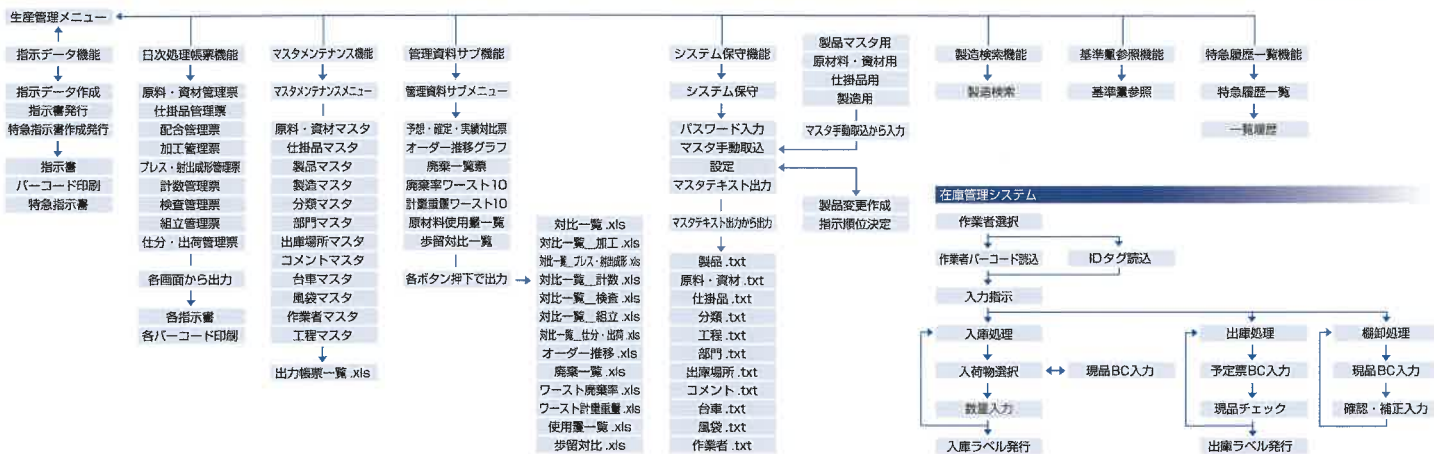 生産管理メニュー
指示データ機能
指示データ作成
指示書発行
特急指示書作成発行
指示書
バーコード印刷
特急指示書
日次処理帳票機能
原料・資材管理票
仕掛品管理票
配合管理票
加工管理票
プレス・射出成形管理票
計数管理票
検査管理票
組立管理票
仕分・出荷管理票
各画面から出力
各指示書
各バーコード印刷
マスタメンテナンス機能
マスタメンテナンスメニュー
原料・資材マスタ
仕掛品マスタ
製品マスタ
製造マスタ
分類マスタ
部門マスタ
出庫場所マスタ
コメントマスタ
台車マスタ
風袋マスタ
作業者マスタ
工程マスタ
出力帳票一覧.xls
管理資料サブ機能
管理資料サブメニュー
予想・確定・実績対比票
オーダー推移グラフ
廃棄一覧票
廃棄率ワースト10
計量重量ワースト10
原材料使用量一覧
歩留対比一覧
各ボタン押下で出力
対比一覧.xls
対比一覧_加工.xls
対比一覧_プレス・射出成形.xls
対比一覧_計数.xls
対比一覧_検査.xls
対比一覧_組立.xls
対比一覧_仕分・出荷.xls
オーダー推移.xls
廃棄一覧.xls
ワースト廃棄率.xls
ワースト計量重量.xls
使用量一覧.xls
歩留対比.xls
システム保守機能
システム保守
パスワード入力
マスタ手動取込
設定
マスタテキスト出力
マスタテキスト出力から出力
製品.txt
原料・資材.txt
仕掛品.txt
分類.txt
工程.txt
部門.txt
出庫場所.txt
コメント.txt
台車.txt
風袋.txt
作業者.txt
製品マスタ用
原材料・資材用
仕掛品用
製造用
マスタ手動取込から入力
製品変更作成
指示順位決定
製造検索機能
製造検索
基準量参照機能
基準量参照
特急履歴一覧機能
特急履歴一覧
一覧履歴
在庫管理システム
作業者選択
作業者バーコード読込
IDタグ読込
入力指示
入庫処理
入荷物選択
現品BC入力
数量入力
入庫ラベル発行
出庫処理
予定票BC入力
現品チェック
出庫ラベル発行
棚卸処理
現品BC入力
確認・補正入力